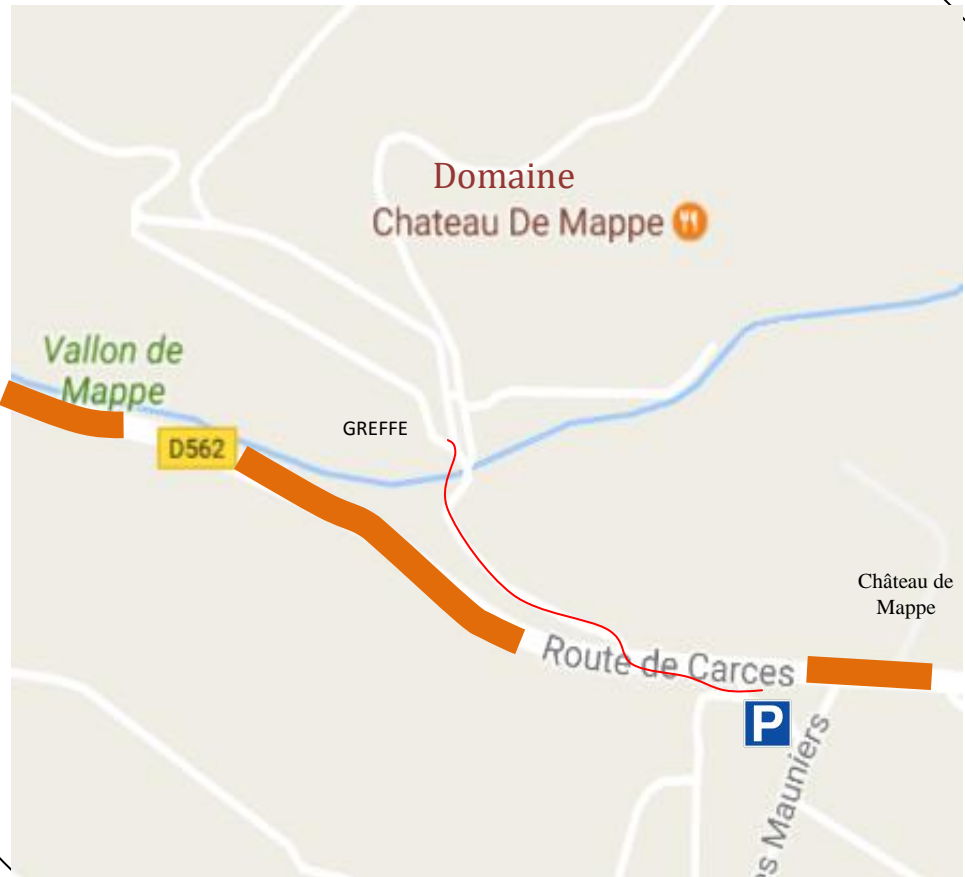 Domaine
Chateau De Mappe
Vallon de
Mappe
GREFFE
D562
Château de
Mappe
Route de Carces
P
es Mauniers